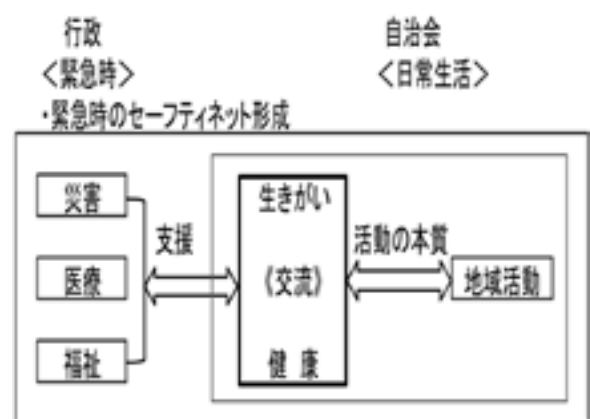 行政
自治会
<緊急時>
<日常生活>
・緊急時のセーフティネット形成
災害
医療
福祉
支援
生きがい
《交流》
健 康
活動の本質
地域活動